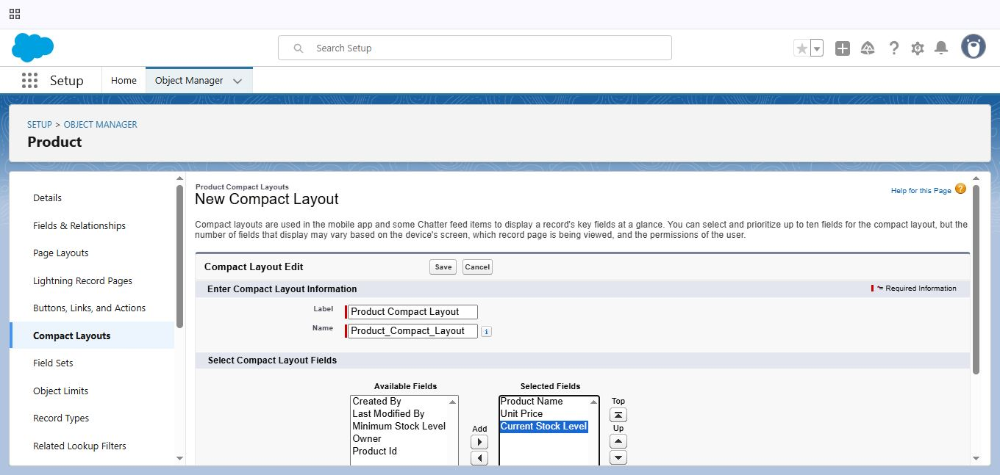 Search Setup
Setup
Home
Object Manager
SETUP > OBJECT MANAGER
Product
Details
Fields & Relationships
Page Layouts
Lightning Record Pages
Buttons, Links, and Actions
Compact Layouts
Field Sets
Object Limits
Record Types
Related Lookup Filters
Product Compact Layouts
New Compact Layout
Help for this Page ?
Compact layouts are used in the mobile app and some Chatter feed items to display a record's key fields at a glance. You can select and prioritize up to ten fields for the compact layout, but the
number of fields that display may vary based on the device's screen, which record page is being viewed, and the permissions of the user.
Compact Layout Edit
Save
Cancel
Enter Compact Layout Information
= Required Information
Label
Product Compact Layout
Name
Product_Compact_Layout
i
Select Compact Layout Fields
Available Fields
Created By
Last Modified By
Minimum Stock Level
Owner
Product Id
Add
Selected Fields
Product Name
Unit Price
Current Stock Level
Top
Up